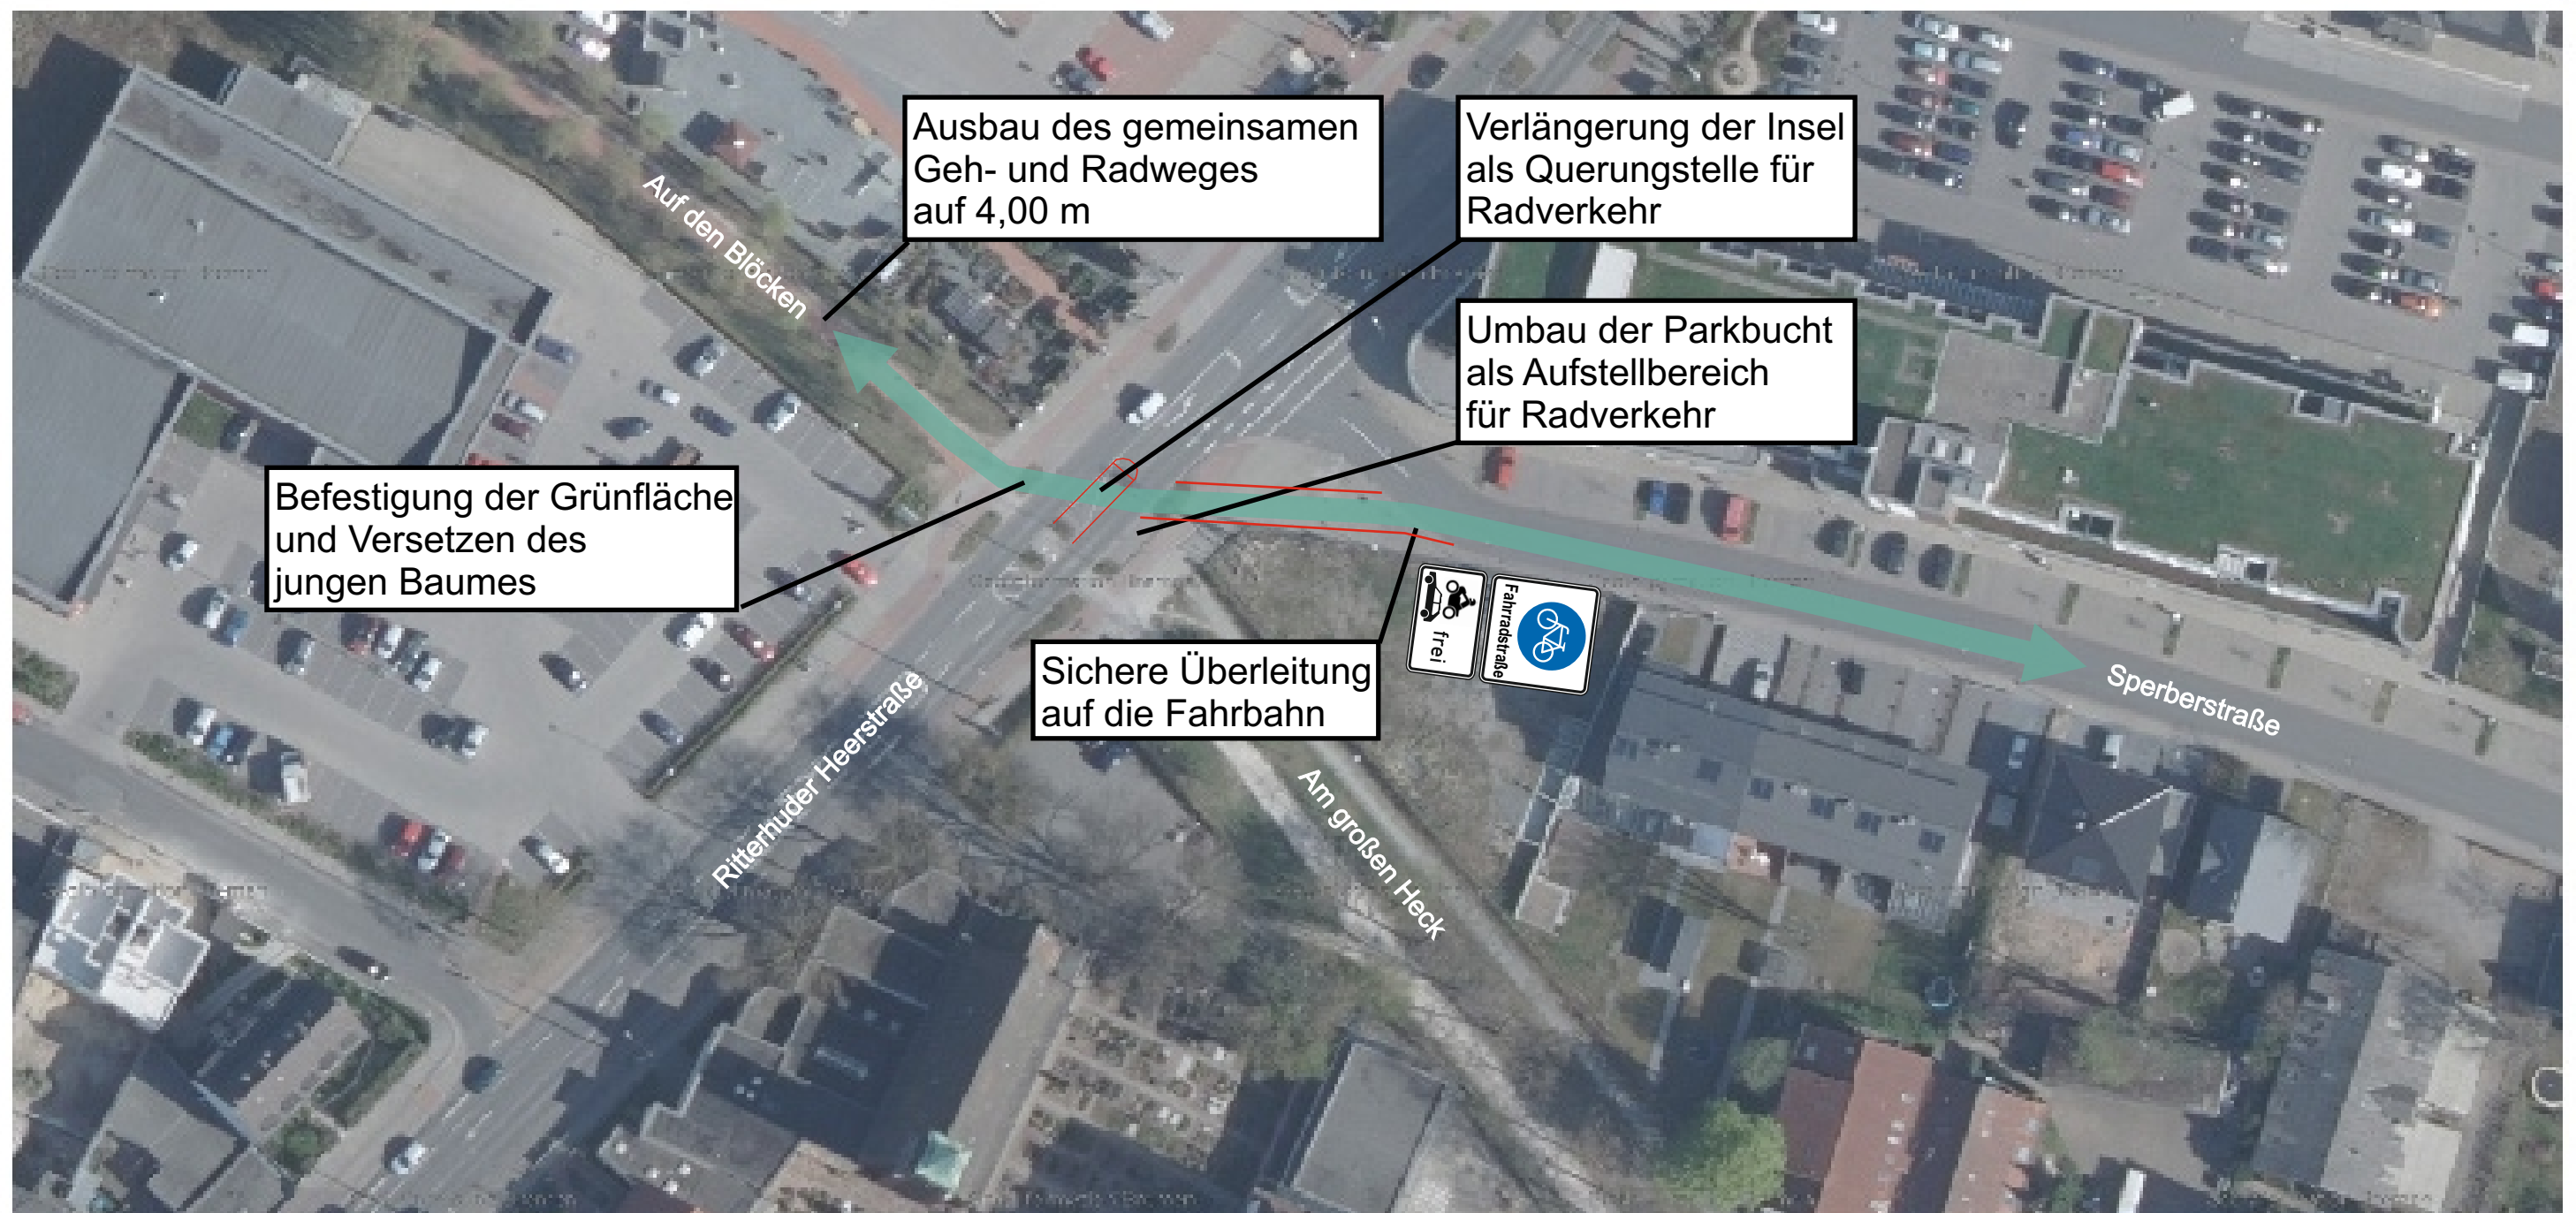 Ausbau des gemeinsamen
Geh- und Radweges
auf 4,00 m
Verlängerung der Insel
als Querungstelle für
Radverkehr
Auf den Blöcken
Umbau der Parkbucht
als Aufstellbereich
für Radverkehr
Befestigung der Grünfläche
und Versetzen des
jungen Baumes
Fahrradstraße
frei
Sichere Überleitung
auf die Fahrbahn
Sperberstraße
Ritterhuder Heerstraße
Am großen Heck